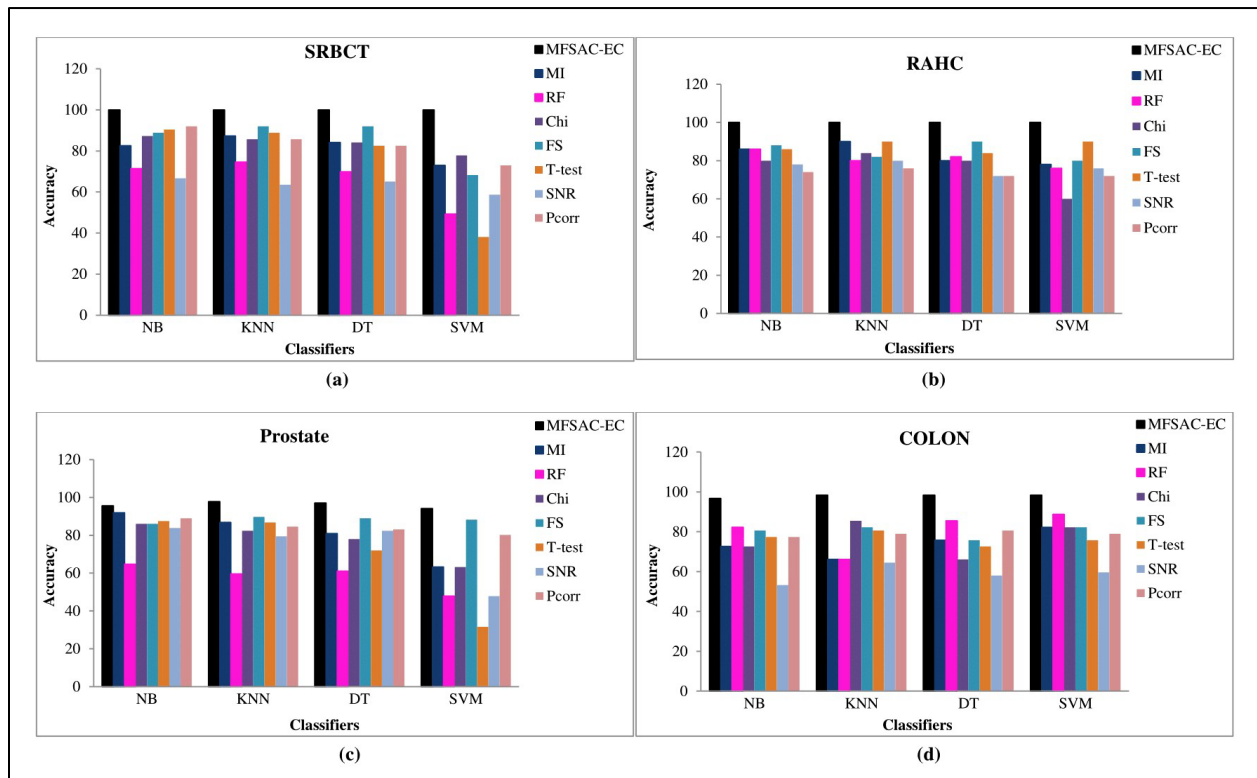 SRBCT
120
100
80
60
40
20
0
Accuracy
NB KNN DT SVM
Classifiers
MFSAC-EC
MI
RF
Chi
FS
T-test
SNR
Pcorr
(a)
RAHC
120
100
80
60
40
20
0
Accuracy
NB KNN DT SVM
Classifiers
MFSAC-EC
MI
RF
Chi
FS
T-test
SNR
Pcorr
(b)
Prostate
120
100
80
60
40
20
0
Accuracy
NB KNN DT SVM
Classifiers
MFSAC-EC
MI
RF
Chi
FS
T-test
SNR
Pcorr
(c)
COLON
120
100
80
60
40
20
0
Accuracy
NB KNN DT SVM
Classifiers
MFSAC-EC
MI
RF
Chi
FS
T-test
SNR
Pcorr
(d)